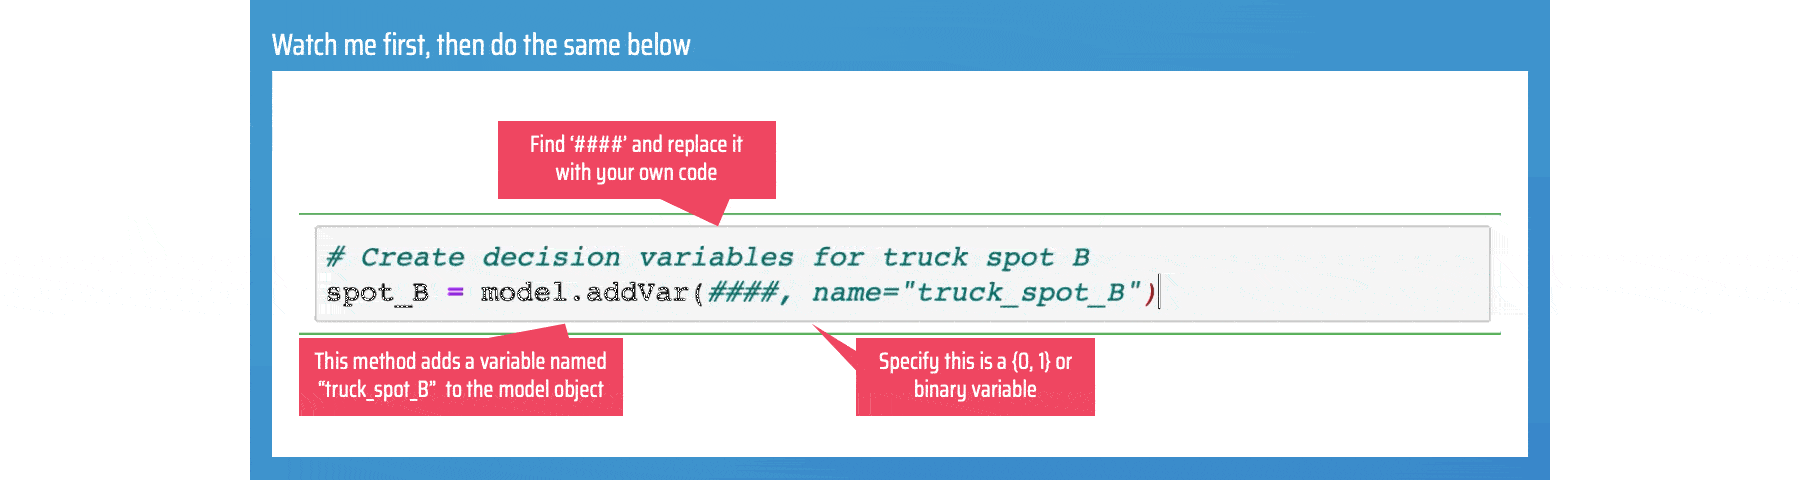 Watch me first, then do the same below
Find ‘####’ and replace it
with your own code
# Create decision variables for truck spot B
spot_B = model.addVar(####, name="truck_spot_B")
This method adds a variable named
“truck_spot_B” to the model object
Specify this is a {0, 1} or
binary variable